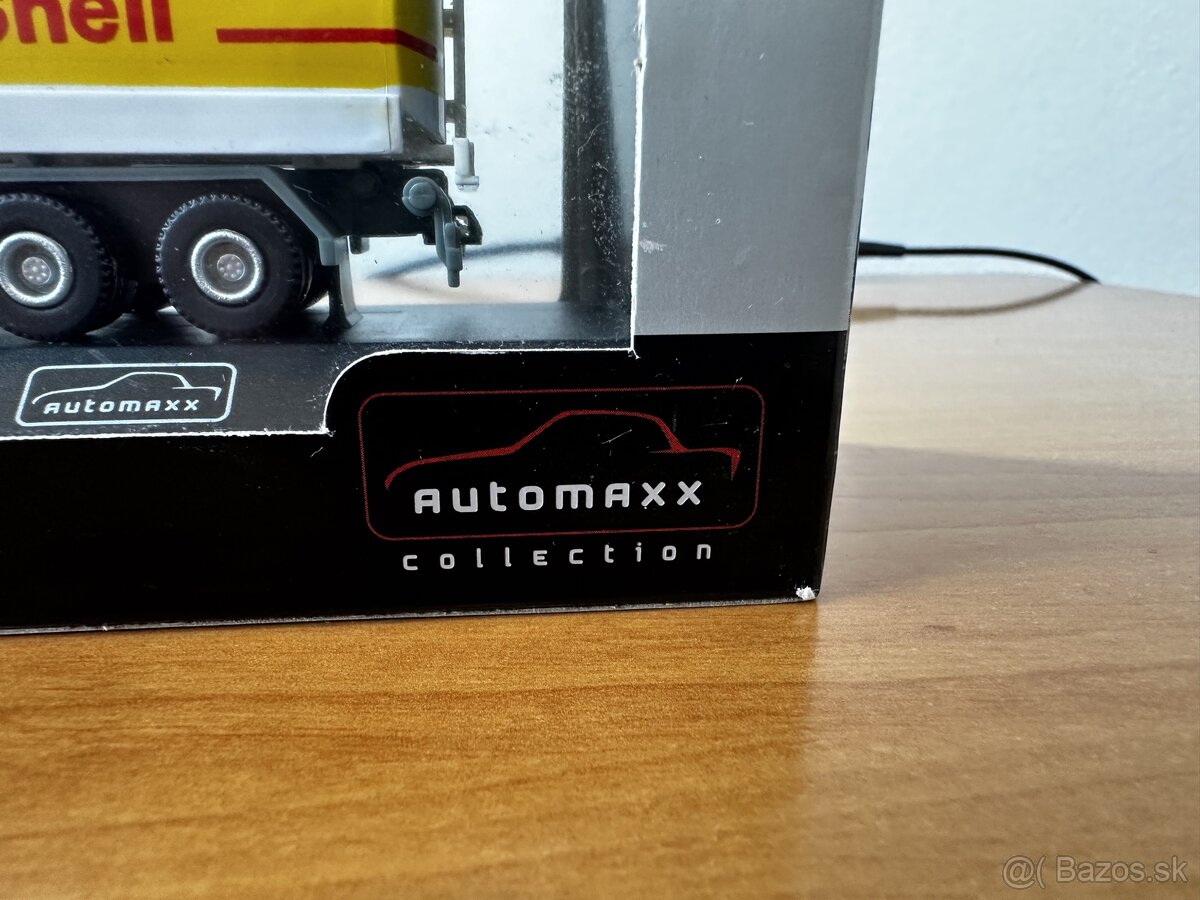 Shell
AUTOMAXX
AUTOMAXX
COLLECTION
@( Bazos.sk